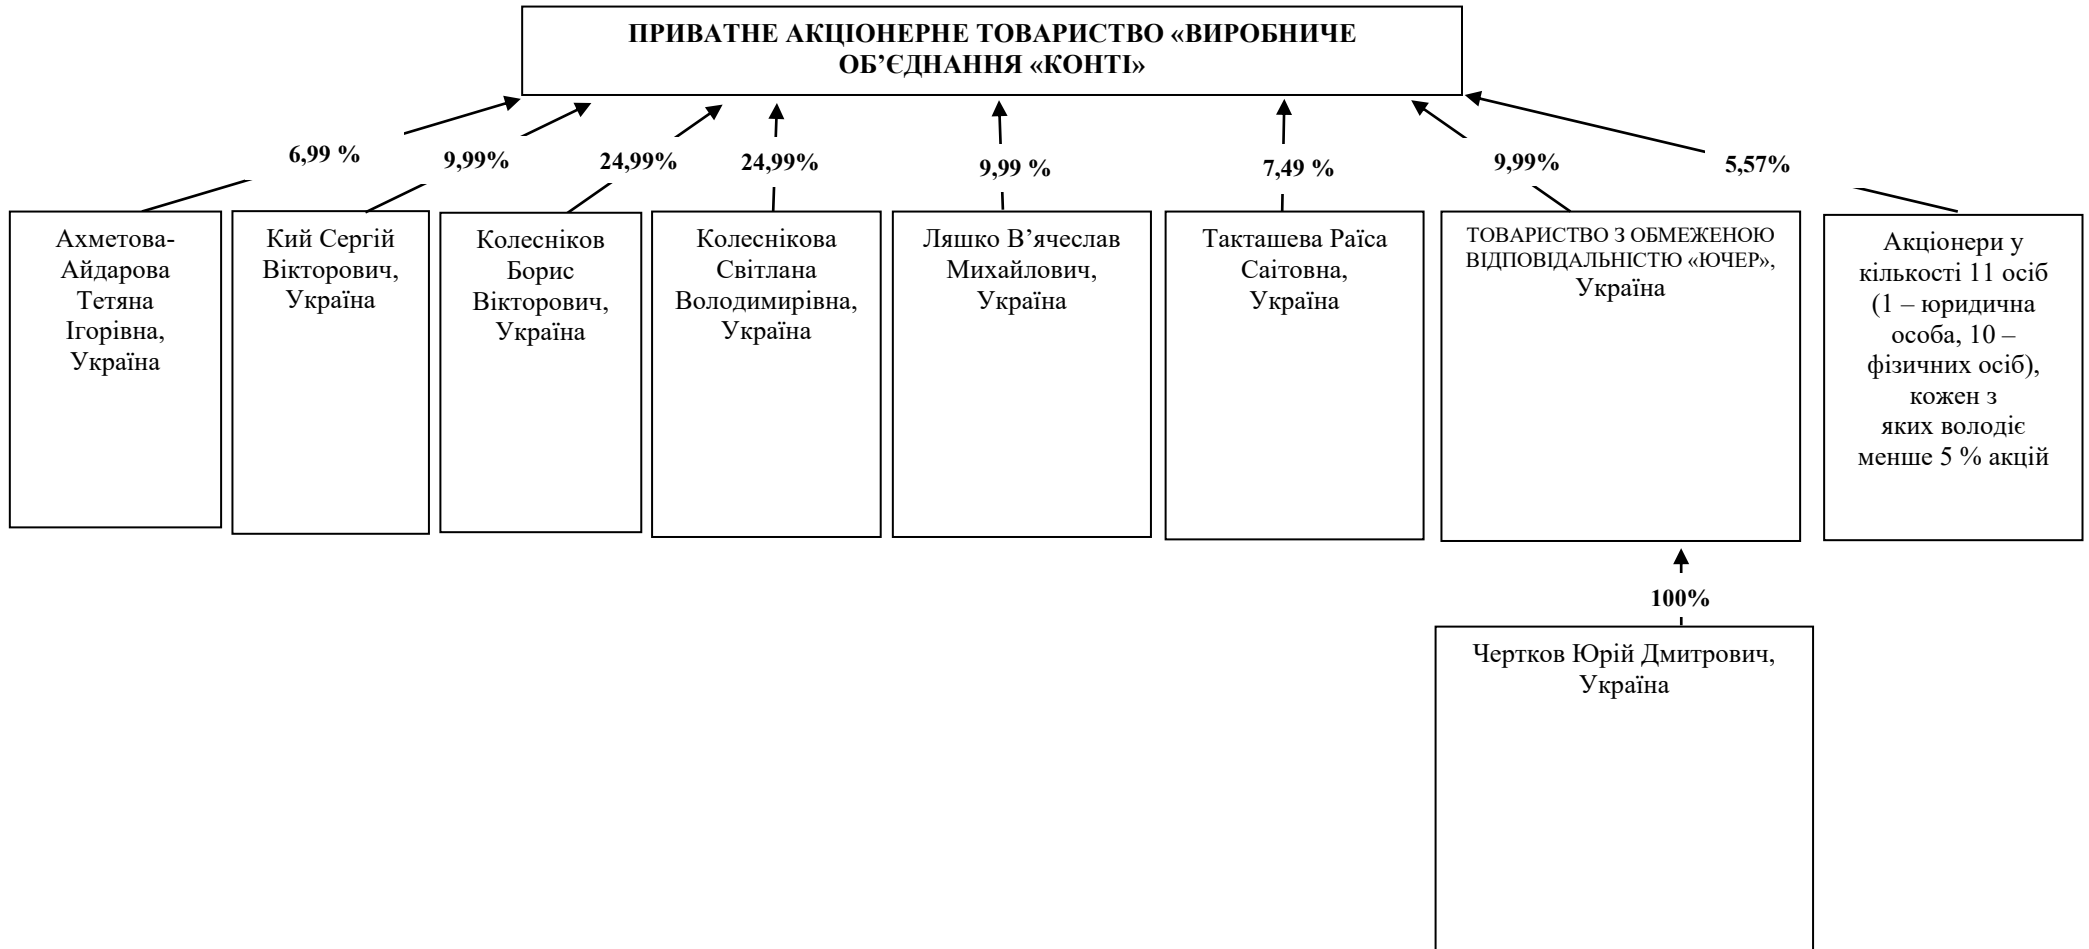 ПРИВАТНЕ АКЦІОНЕРНЕ ТОВАРИСТВО «ВИРОБНИЧЕ
ОБ’ЄДНАННЯ «КОНТІ»
6,99 %
9,99%
24,99%
24,99%
9,99 %
7,49 %
9,99%
5,57%
Ахметова-
Айдарова
Тетяна
Ігорівна,
Україна
Кий Сергій
Вікторович,
Україна
Колесніков
Борис
Вікторович,
Україна
Колеснікова
Світлана
Володимирівна,
Україна
Ляшко В’ячеслав
Михайлович,
Україна
Такташева Раїса
Саітовна,
Україна
ТОВАРИСТВО З ОБМЕЖЕНОЮ
ВІДПОВІДАЛЬНІСТЮ «ЮЧЕР»,
Україна
Акціонери у
кількості 11 осіб
(1 – юридична
особа, 10 –
фізичних осіб),
кожен з
яких володіє
менше 5 % акцій
100%
Чертков Юрій Дмитрович,
Україна